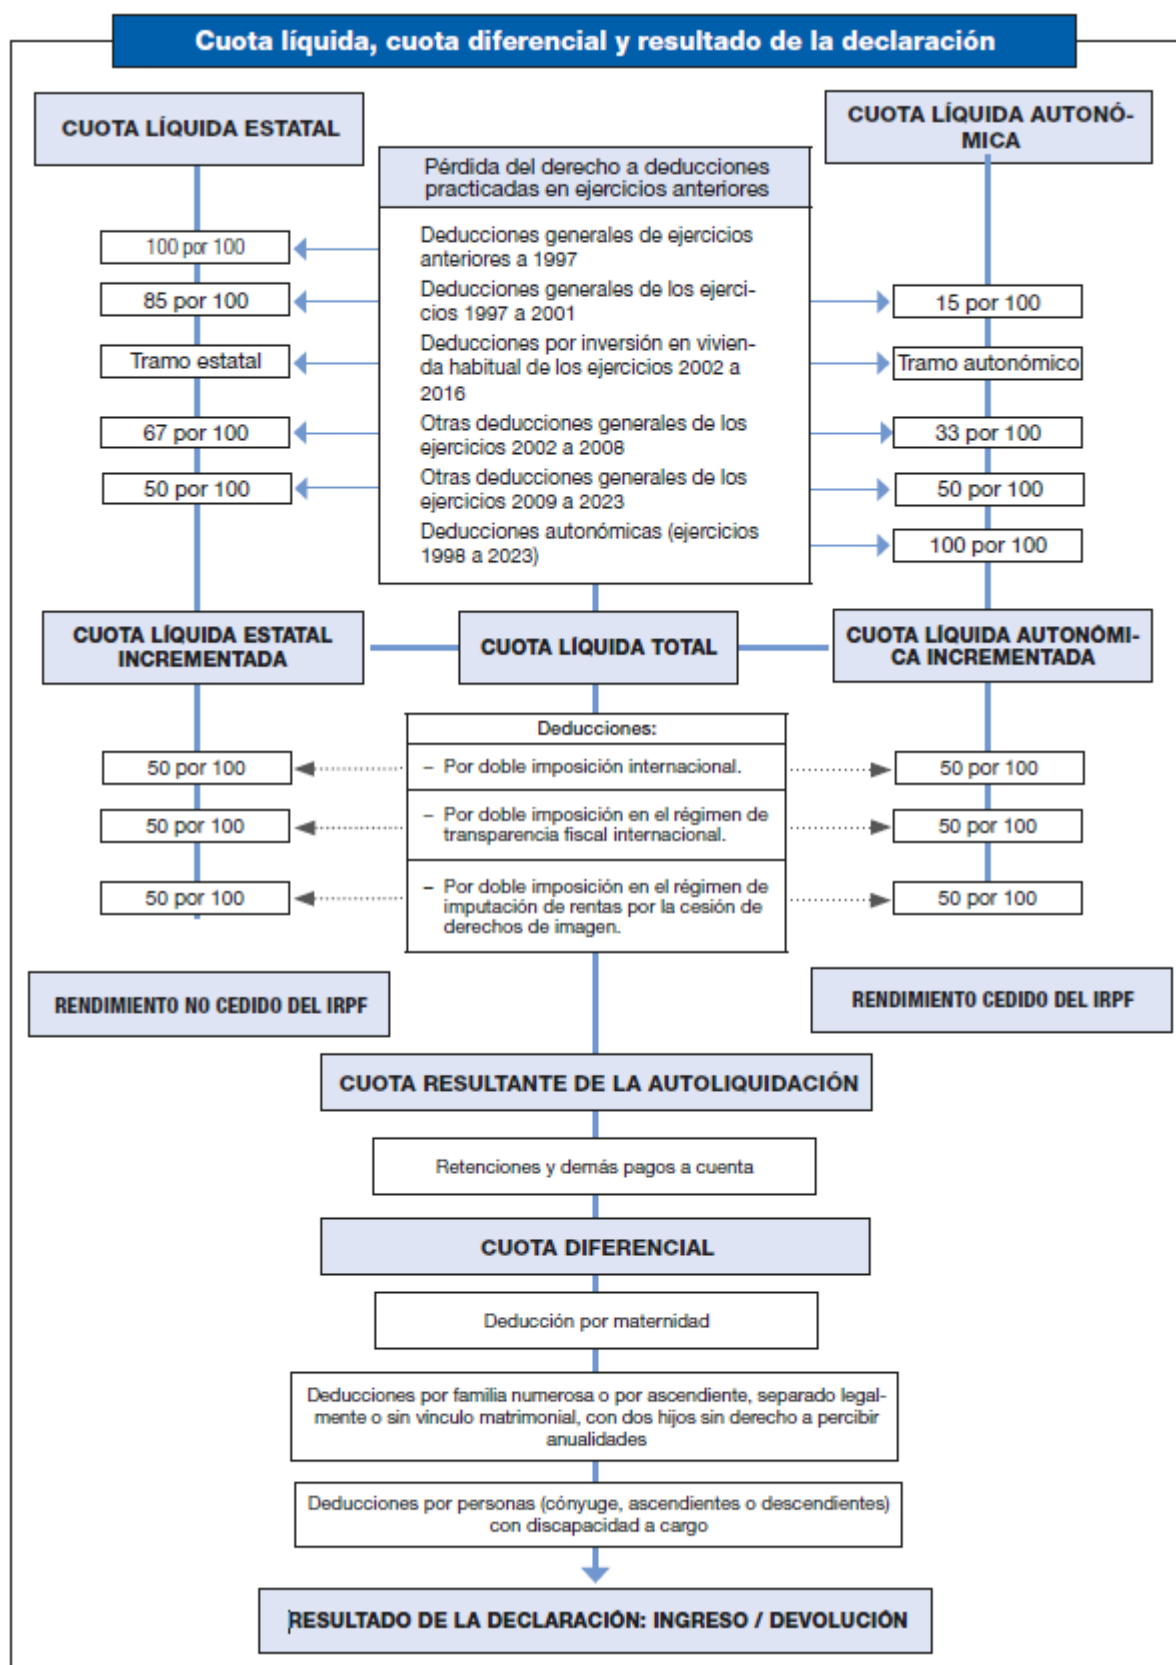 Cuota líquida, cuota diferencial y resultado de la declaración
CUOTA LÍQUIDA ESTATAL
CUOTA LÍQUIDA AUTONÓ-
MICA
Pérdida del derecho a deducciones
practicadas en ejercicios anteriores
100 por 100
Deducciones generales de ejercicios
anteriores a 1997
85 por 100
Deducciones generales de los ejerci-
cios 1997 a 2001
15 por 100
Tramo estatal
Deducciones por inversión en vivien-
da habitual de los ejercicios 2002 a
2016
Tramo autonómico
67 por 100
Otras deducciones generales de los
ejercicios 2002 a 2008
33 por 100
50 por 100
Otras deducciones generales de los
ejercicios 2009 a 2023
50 por 100
Deducciones autonómicas (ejercicios
1998 a 2023)
100 por 100
CUOTA LÍQUIDA ESTATAL
INCREMENTADA
CUOTA LÍQUIDA TOTAL
CUOTA LÍQUIDA AUTONÓMI-
CA INCREMENTADA
Deducciones:
50 por 100
– Por doble imposición internacional.
50 por 100
50 por 100
– Por doble imposición en el régimen de
transparencia fiscal internacional.
50 por 100
50 por 100
– Por doble imposición en el régimen de
imputación de rentas por la cesión de
derechos de imagen.
50 por 100
RENDIMIENTO NO CEDIDO DEL IRPF
RENDIMIENTO CEDIDO DEL IRPF
CUOTA RESULTANTE DE LA AUTOLIQUIDACIÓN
Retenciones y demás pagos a cuenta
CUOTA DIFERENCIAL
Deducción por maternidad
Deducciones por familia numerosa o por ascendiente, separado legal-
mente o sin vínculo matrimonial, con dos hijos sin derecho a percibir
anualidades
Deducciones por personas (cónyuge, ascendientes o descendientes)
con discapacidad a cargo
RESULTADO DE LA DECLARACIÓN: INGRESO / DEVOLUCIÓN